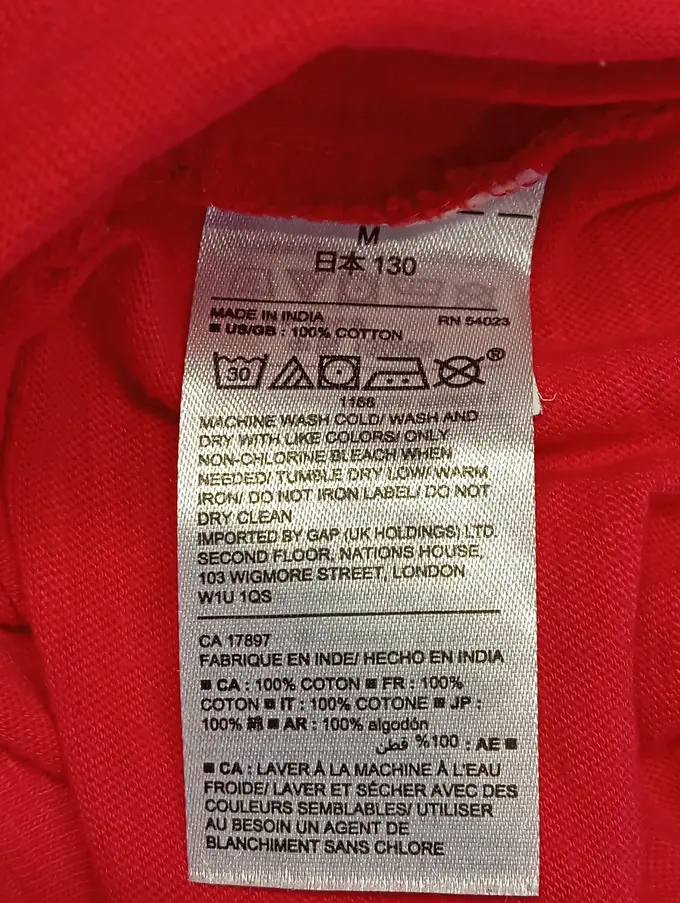 M
日本 130
MADE IN INDIA RN 54023
■ US/GB : 100% COTTON
30
®
1168
MACHINE WASH COLD/ WASH AND
DRY WITH LIKE COLORS/ ONLY
NON-CHLORINE BLEACH WHEN
NEEDED/ TUMBLE DRY LOW/ WARM
IRON/ DO NOT IRON LABEL/ DO NOT
DRY CLEAN
IMPORTED BY GAP (UK HOLDINGS) LTD.
SECOND FLOOR, NATIONS HOUSE,
103 WIGMORE STREET, LONDON
W1U 1QS
CA 17897
FABRIQUE EN INDE/ HECHO EN INDIA
■ CA : 100% COTON ■ FR : 100%
COTON ■ IT : 100% COTONE ■ JP :
100% 綿 ■ AR : 100% algodón
■ AE : 100% قطن
■ CA : LAVER À LA MACHINE À L'EAU
FROIDE/ LAVER ET SÉCHER AVEC DES
COULEURS SEMBLABLES/ UTILISER
AU BESOIN UN AGENT DE
BLANCHIMENT SANS CHLORE